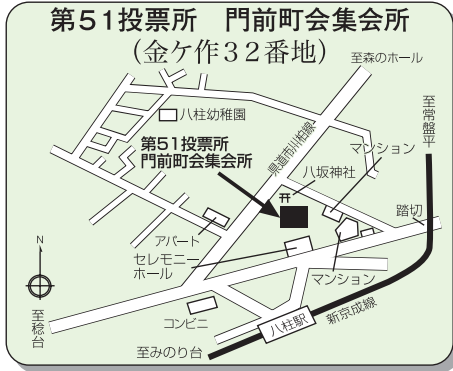 第51投票所　門前町会集会所
(金ケ作32番地)
至森のホール
至常盤平
八柱幼稚園
県道市川柏線
マンション
第51投票所
門前町会集会所
八坂神社
踏切
アパート
セレモニー
ホール
マンション
N
至稔台
コンビニ
八柱駅
新京成線
至みのり台